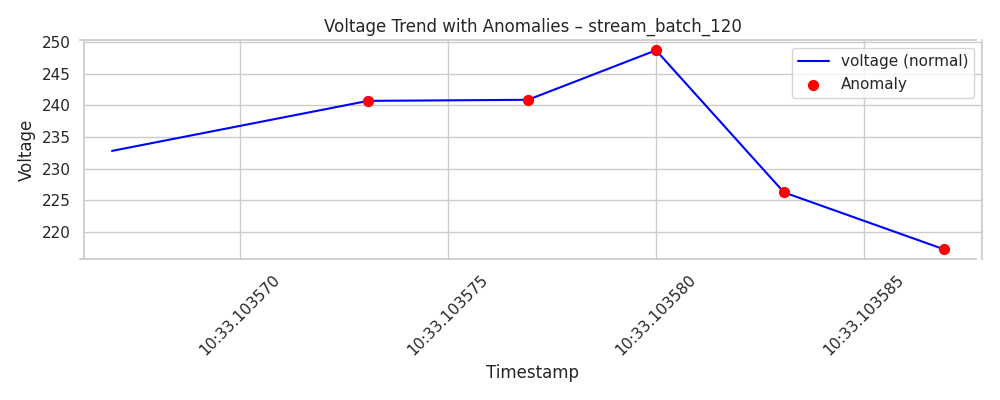 Voltage Trend with Anomalies – stream_batch_120
voltage (normal)
Anomaly
Voltage
250
245
240
235
230
225
220
10:33.103570
10:33.103575
10:33.103580
10:33.103585
Timestamp